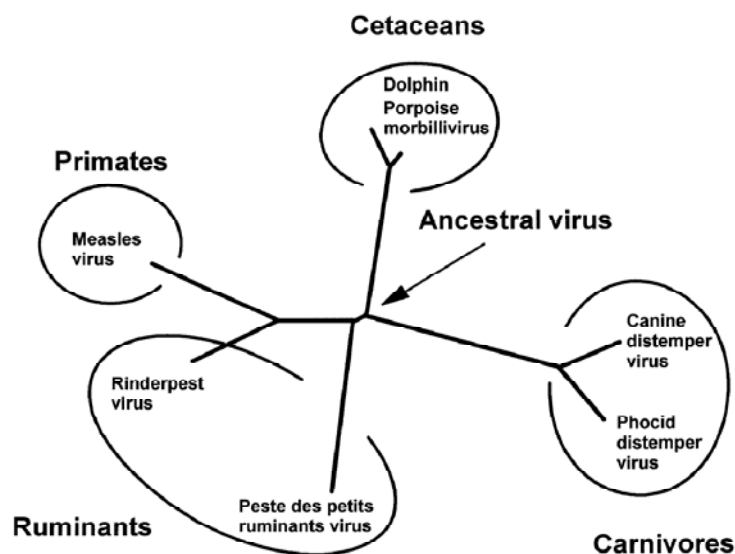 Cetaceans
Dolphin
Porpoise
morbillivirus
Primates
Measles
virus
Ancestral virus
Canine
distemper
virus
Rinderpest
virus
Phocid
distemper
virus
Peste des petits
ruminants virus
Ruminants
Carnivores